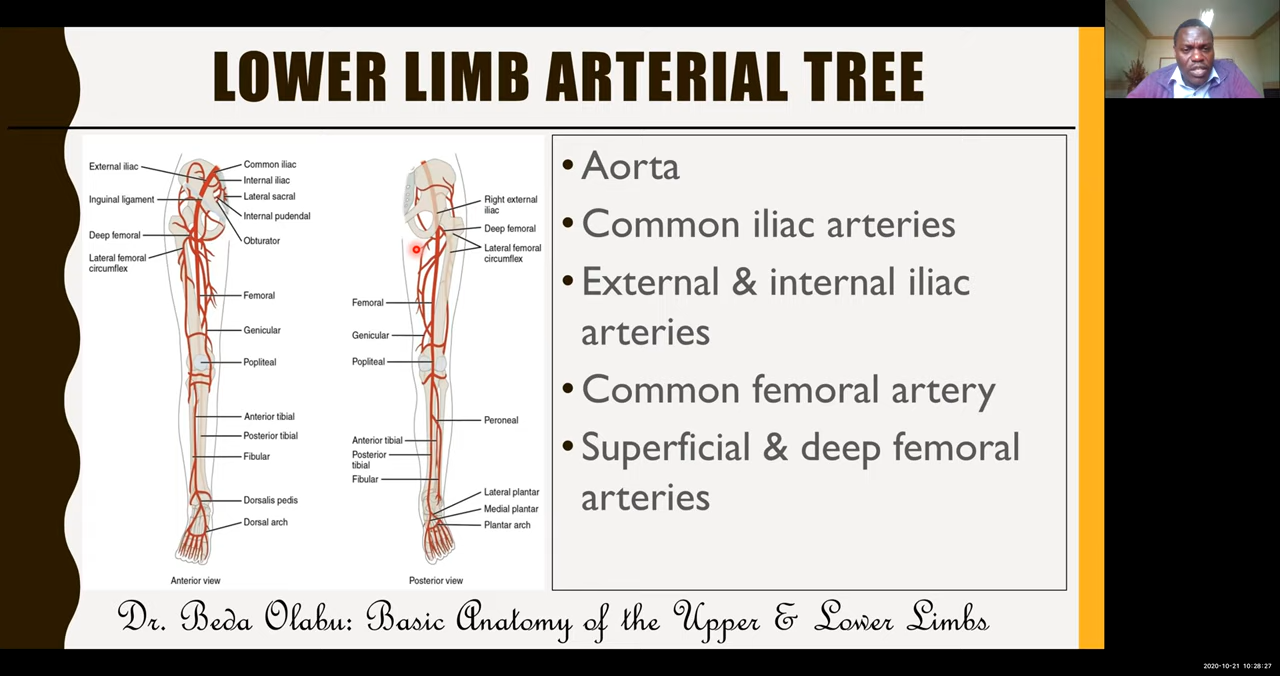 LOWER LIMB ARTERIAL TREE
External iliac
Inguinal ligament
Deep femoral
Lateral femoral
circumflex
Common iliac
Internal iliac
Lateral sacral
Internal pudendal
Obturator
Femoral
Genicular
Popliteal
Anterior tibial
Posterior tibial
Fibular
Dorsalis pedis
Dorsal arch
Anterior view
Femoral
Genicular
Popliteal
Anterior tibial
Posterior
tibial
Fibular
Right external
iliac
Deep femoral
Lateral femoral
circumflex
Peroneal
Lateral plantar
Medial plantar
Plantar arch
Posterior view
• Aorta
• Common iliac arteries
• External & internal iliac
arteries
• Common femoral artery
• Superficial & deep femoral
arteries
Dr. Beda Olabu: Basic Anatomy of the Upper & Lower Limbs
2020-10-21 10:28:27